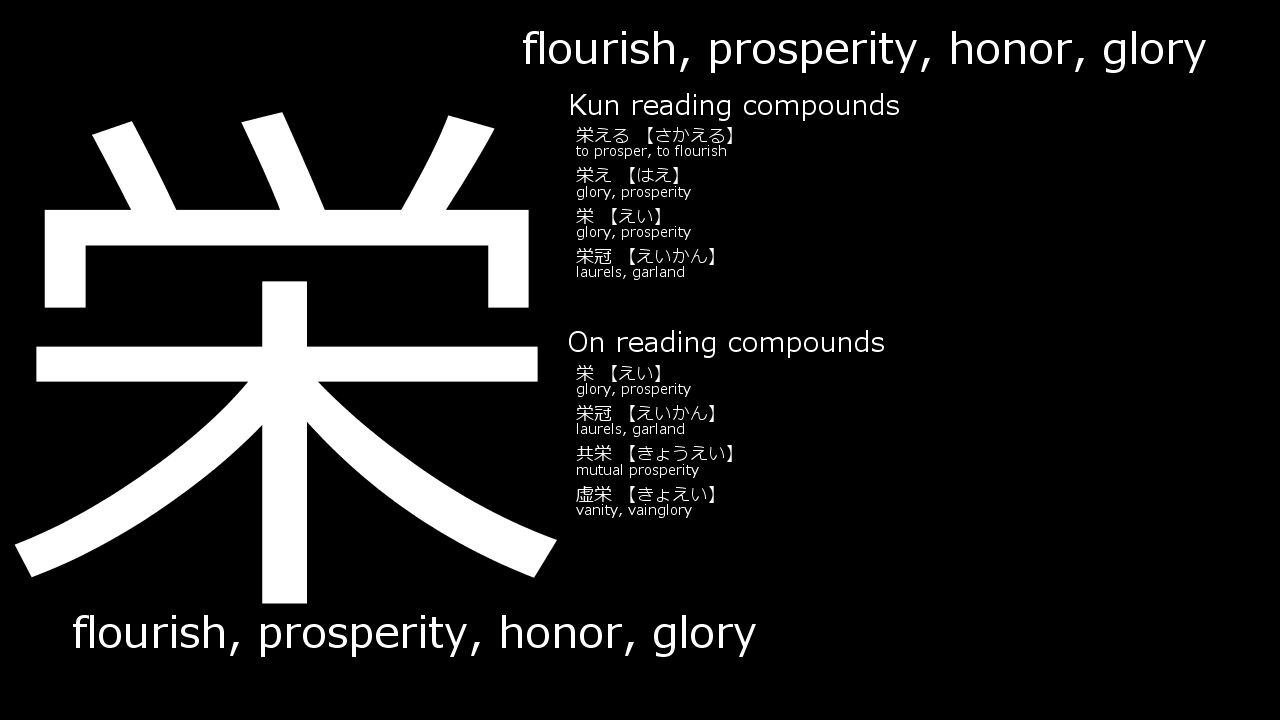 flourish, prosperity, honor, glory
栄
Kun reading compounds
栄える 【さかえる】
to prosper, to flourish
栄え 【はえ】
glory, prosperity
栄 【えい】
glory, prosperity
栄冠 【えいかん】
laurels, garland
On reading compounds
栄 【えい】
glory, prosperity
栄冠 【えいかん】
laurels, garland
共栄 【きょうえい】
mutual prosperity
虚栄 【きょえい】
vanity, vainglory
flourish, prosperity, honor, glory